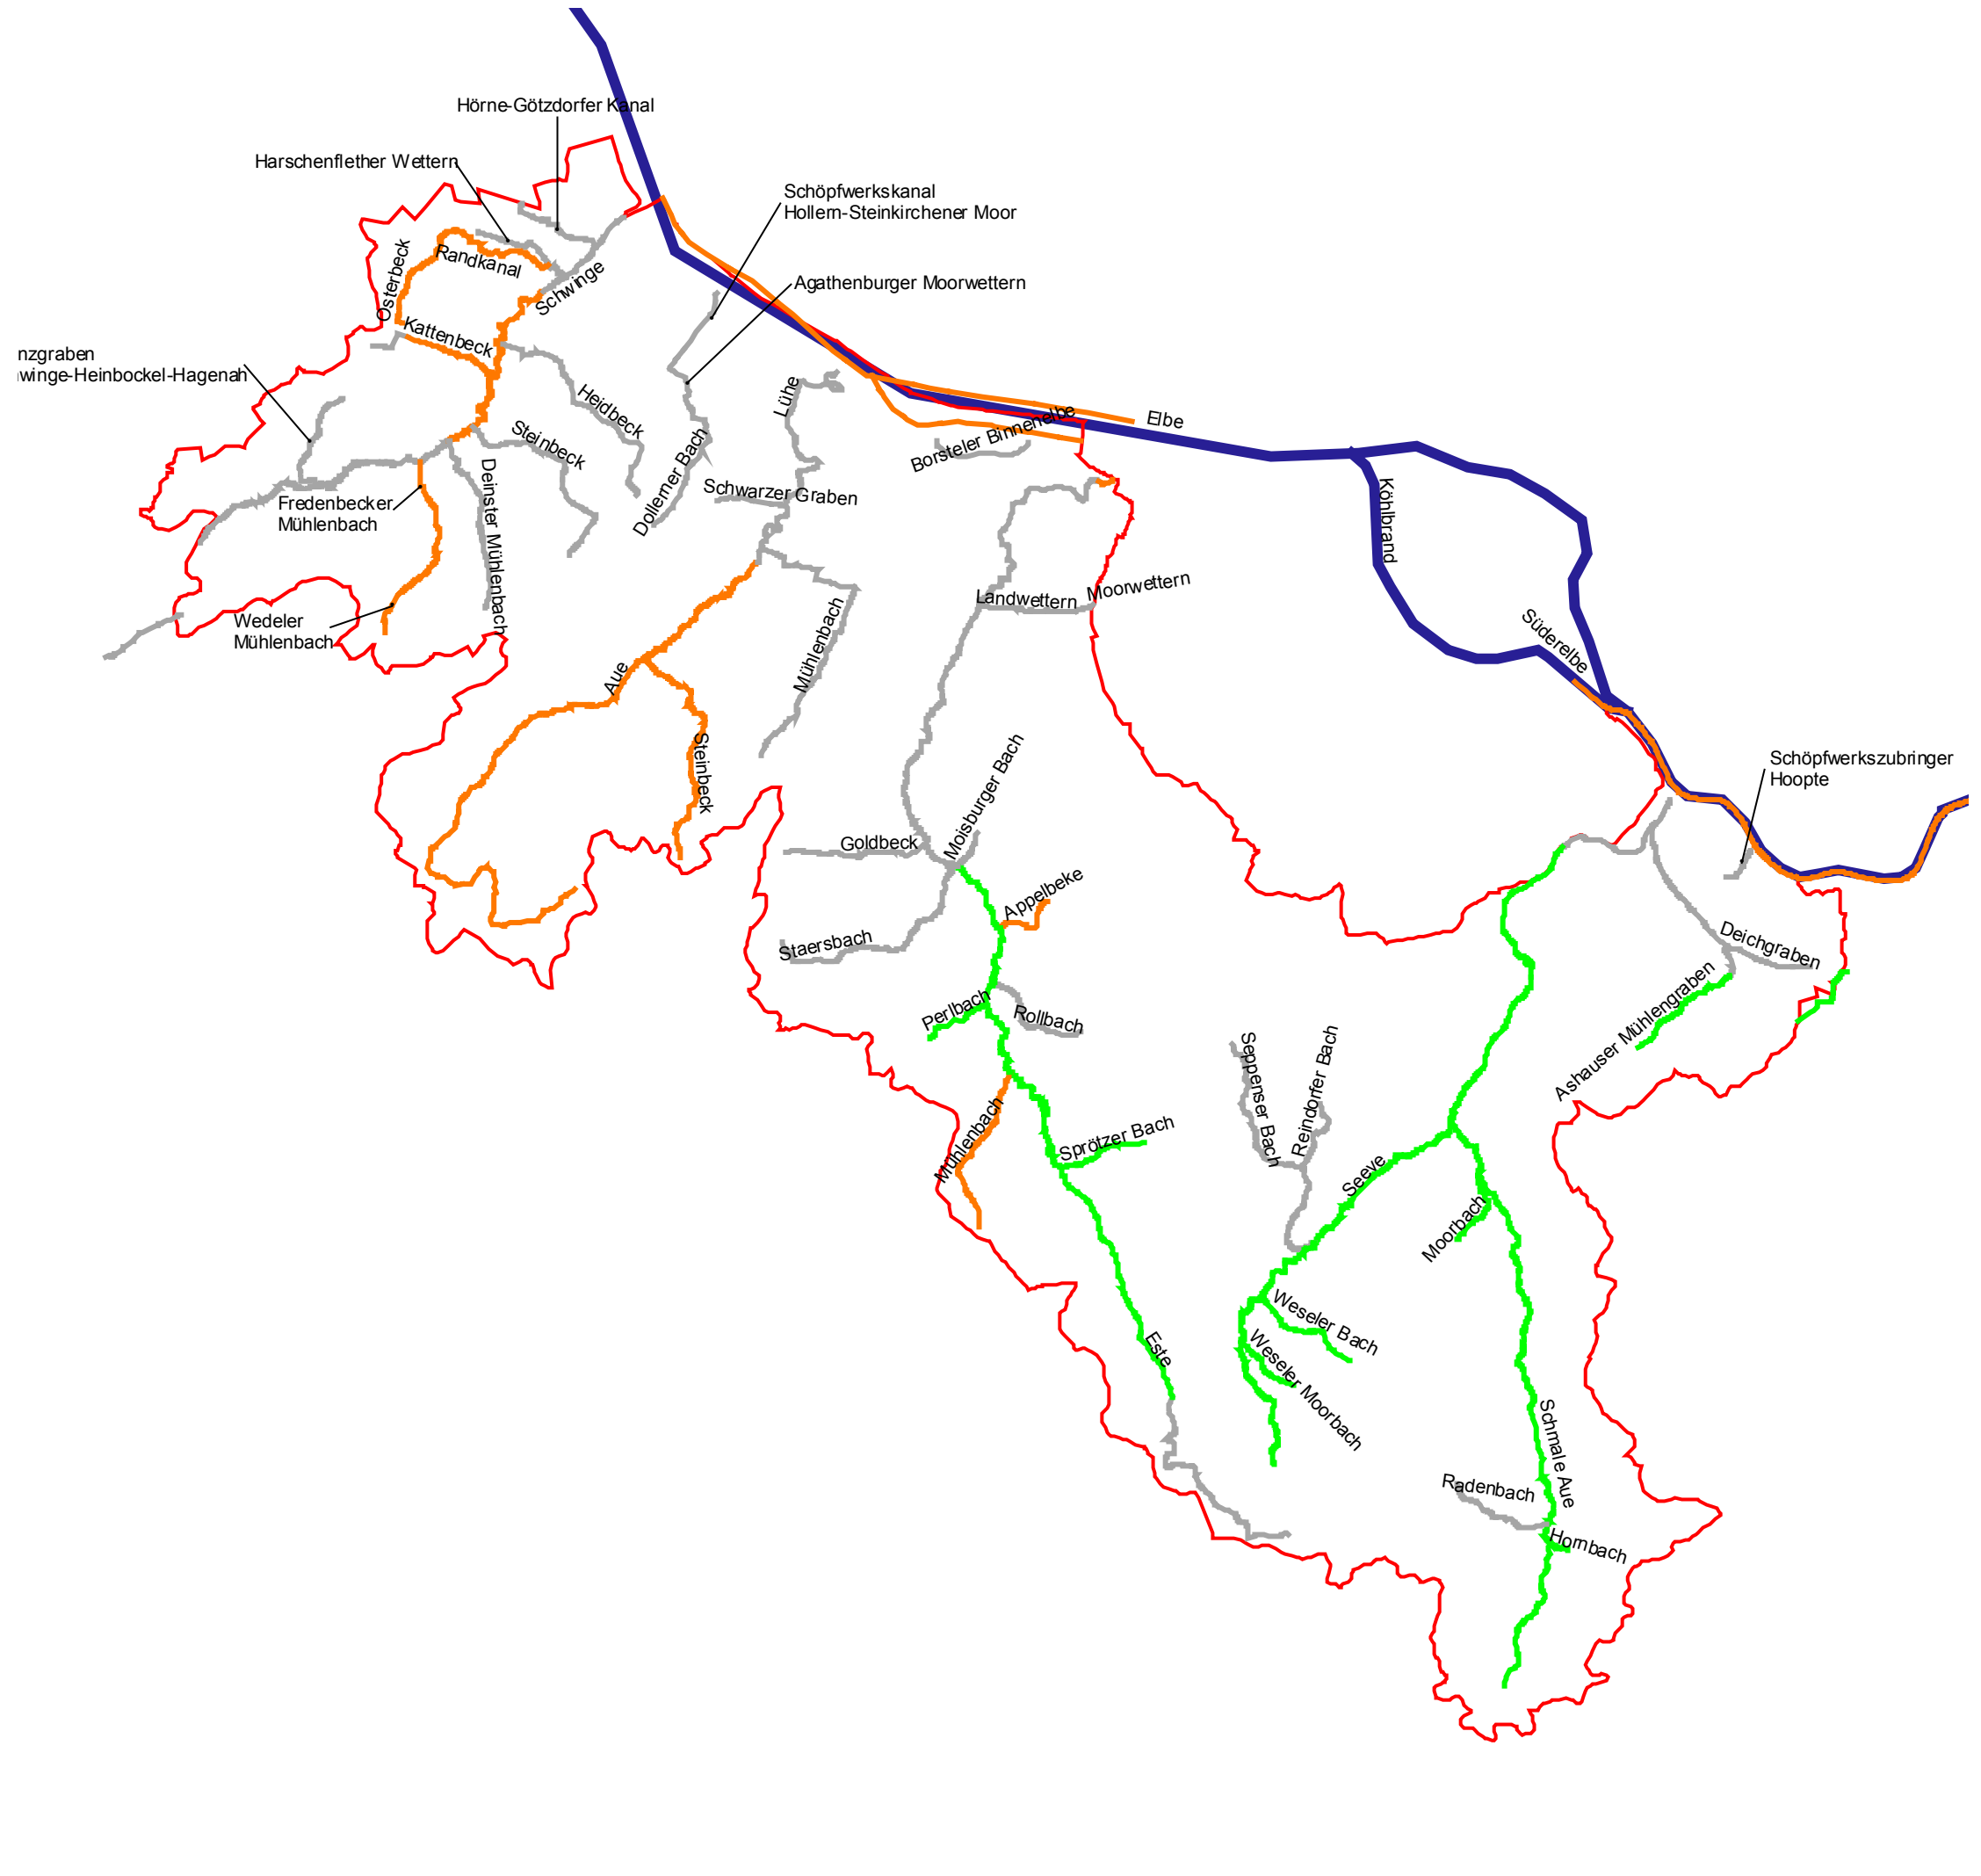 Hörne-Götzdorfer Kanal
Harschenflether Wettern
Schöpfwerkskanal
Hollern-Steinkirchener Moor
Osterbeck
Randkanal
Schwinge
Agathenburger Moorwettern
Kattenbeck
nzgraben
winge-Heinbockel-Hagenah
Heidbeck
Lühe
Elbe
Borsteler Binnenelbe
Steinbeck
Dollerner Bach
Schwarzer Graben
Köhlbrand
Fredenbecker
Mühlenbach
Deinster Mühlenbach
Landwettern
Moorwettern
Wedeler
Mühlenbach
Mühlenbach
Süderelbe
Aue
Steinbeck
Moisburger Bach
Schöpfwerkszubringer
Hoopte
Goldbeck
Appelbeke
Staersbach
Deichgraben
Perlbach
Rollbach
Ashauser Mühlengraben
Seppenser Bach
Reindorfer Bach
Mühlenbach
Sprötzer Bach
Seeve
Moorbach
Weseler Bach
Este
Weseler Moorbach
Schmale Aue
Radenbach
Hornbach